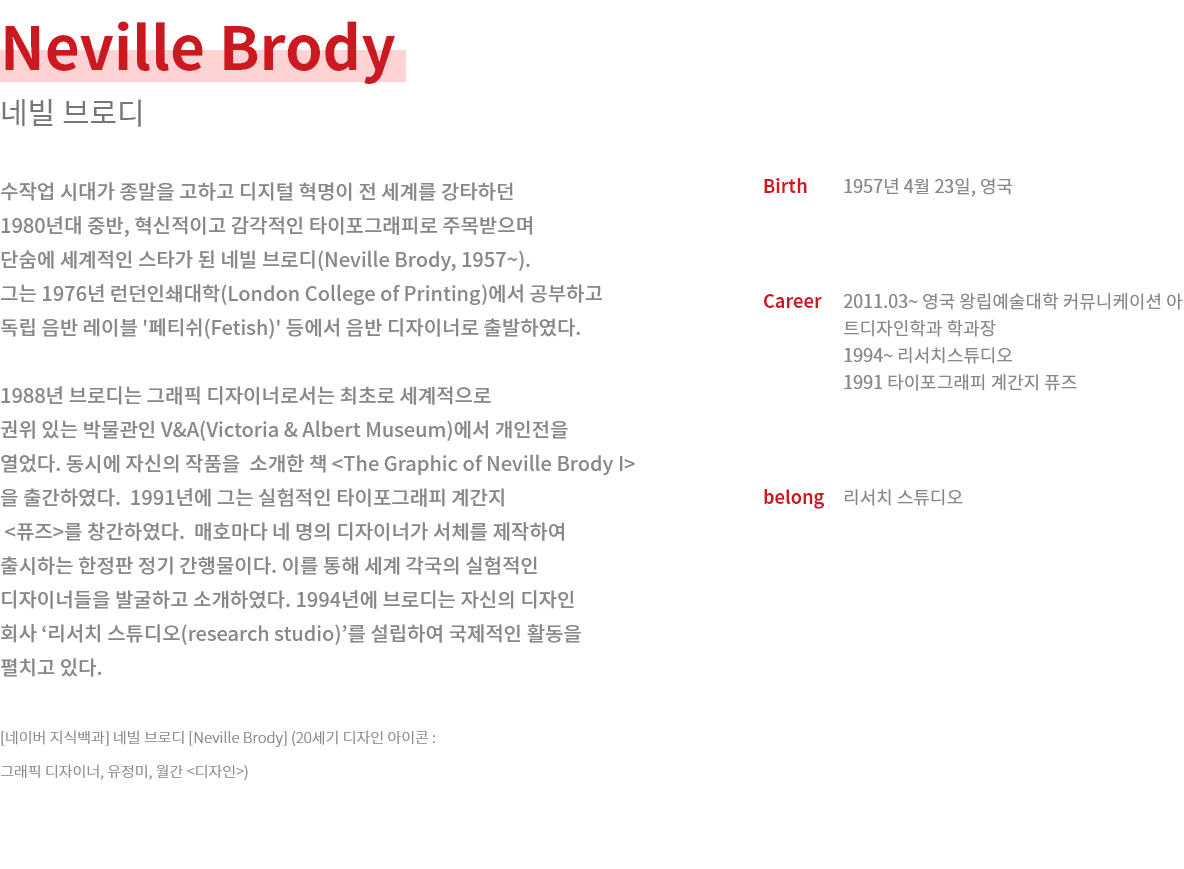 Neville Brody
네빌 브로디
수작업 시대가 종말을 고하고 디지털 혁명이 전 세계를 강타하던
1980년대 중반, 혁신적이고 감각적인 타이포그래피로 주목받으며
단숨에 세계적인 스타가 된 네빌 브로디(Neville Brody, 1957~).
그는 1976년 런던인쇄대학(London College of Printing)에서 공부하고
독립 음반 레이블 '페티쉬(Fetish)' 등에서 음반 디자이너로 출발하였다.
1988년 브로디는 그래픽 디자이너로서는 최초로 세계적으로
권위 있는 박물관인 V&A(Victoria & Albert Museum)에서 개인전을
열었다. 동시에 자신의 작품을  소개한 책 <The Graphic of Neville Brody I>
을 출간하였다.  1991년에 그는 실험적인 타이포그래피 계간지
<퓨즈>를 창간하였다.  매호마다 네 명의 디자이너가 서체를 제작하여
출시하는 한정판 정기 간행물이다. 이를 통해 세계 각국의 실험적인
디자이너들을 발굴하고 소개하였다. 1994년에 브로디는 자신의 디자인
회사 ‘리서치 스튜디오(research studio)’를 설립하여 국제적인 활동을
펼치고 있다.
[네이버 지식백과] 네빌 브로디 [Neville Brody] (20세기 디자인 아이콘 :
그래픽 디자이너, 유정미, 월간 <디자인>)
Birth 1957년 4월 23일, 영국
Career 2011.03~ 영국 왕립예술대학 커뮤니케이션 아
트디자인학과 학과장
1994~ 리서치스튜디오
1991 타이포그래피 계간지 퓨즈
belong 리서치 스튜디오